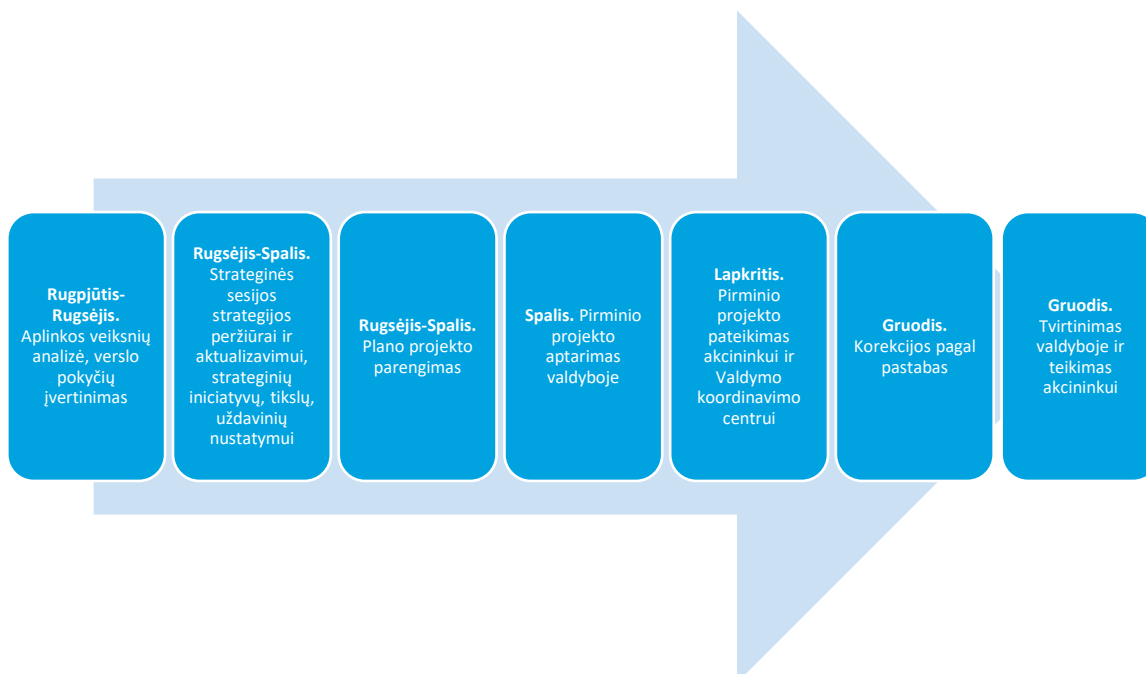 Rugpjūtis-
Rugsėjis.
Aplinkos veiksnių
analizė, verslo
pokyčių
įvertinimas
Rugsėjis-Spalis.
Strateginės
sesijos
strategijos
peržiūrai ir
aktualizavimui,
strateginių
iniciatyvų, tikslų,
uždavinių
nustatymui
Rugsėjis-Spalis.
Plano projekto
parengimas
Spalis. Pirminio
projekto
aptarimas
valdyboje
Lapkritis.
Pirminio
projekto
pateikimas
akcininkui ir
Valdymo
koordinavimo
centrui
Gruodis.
Korekcijos pagal
pastabas
Gruodis.
Tvirtinimas
valdyboje ir
teikimas
akcininkui